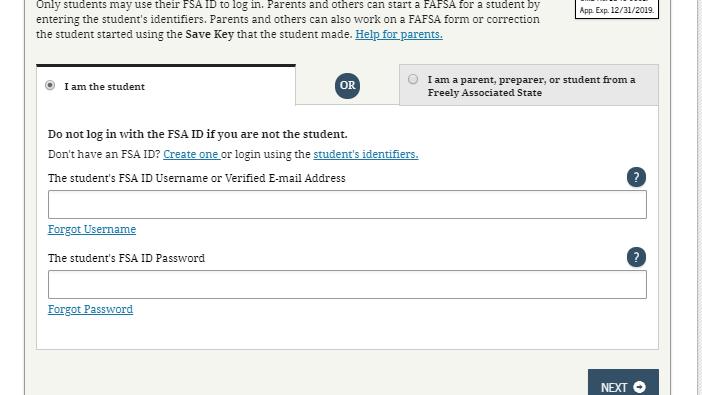 Only students may use their FSA ID to log in. Parents and others can start a FAFSA for a student by
entering the student's identifiers. Parents and others can also work on a FAFSA form or correction
the student started using the Save Key that the student made. Help for parents.
App. Exp. 12/31/2019.
I am the student
OR
I am a parent, preparer, or student from a
Freely Associated State
Do not log in with the FSA ID if you are not the student.
Don't have an FSA ID? Create one or login using the student's identifiers.
The student's FSA ID Username or Verified E-mail Address
?
Forgot Username
The student's FSA ID Password
?
Forgot Password
NEXT